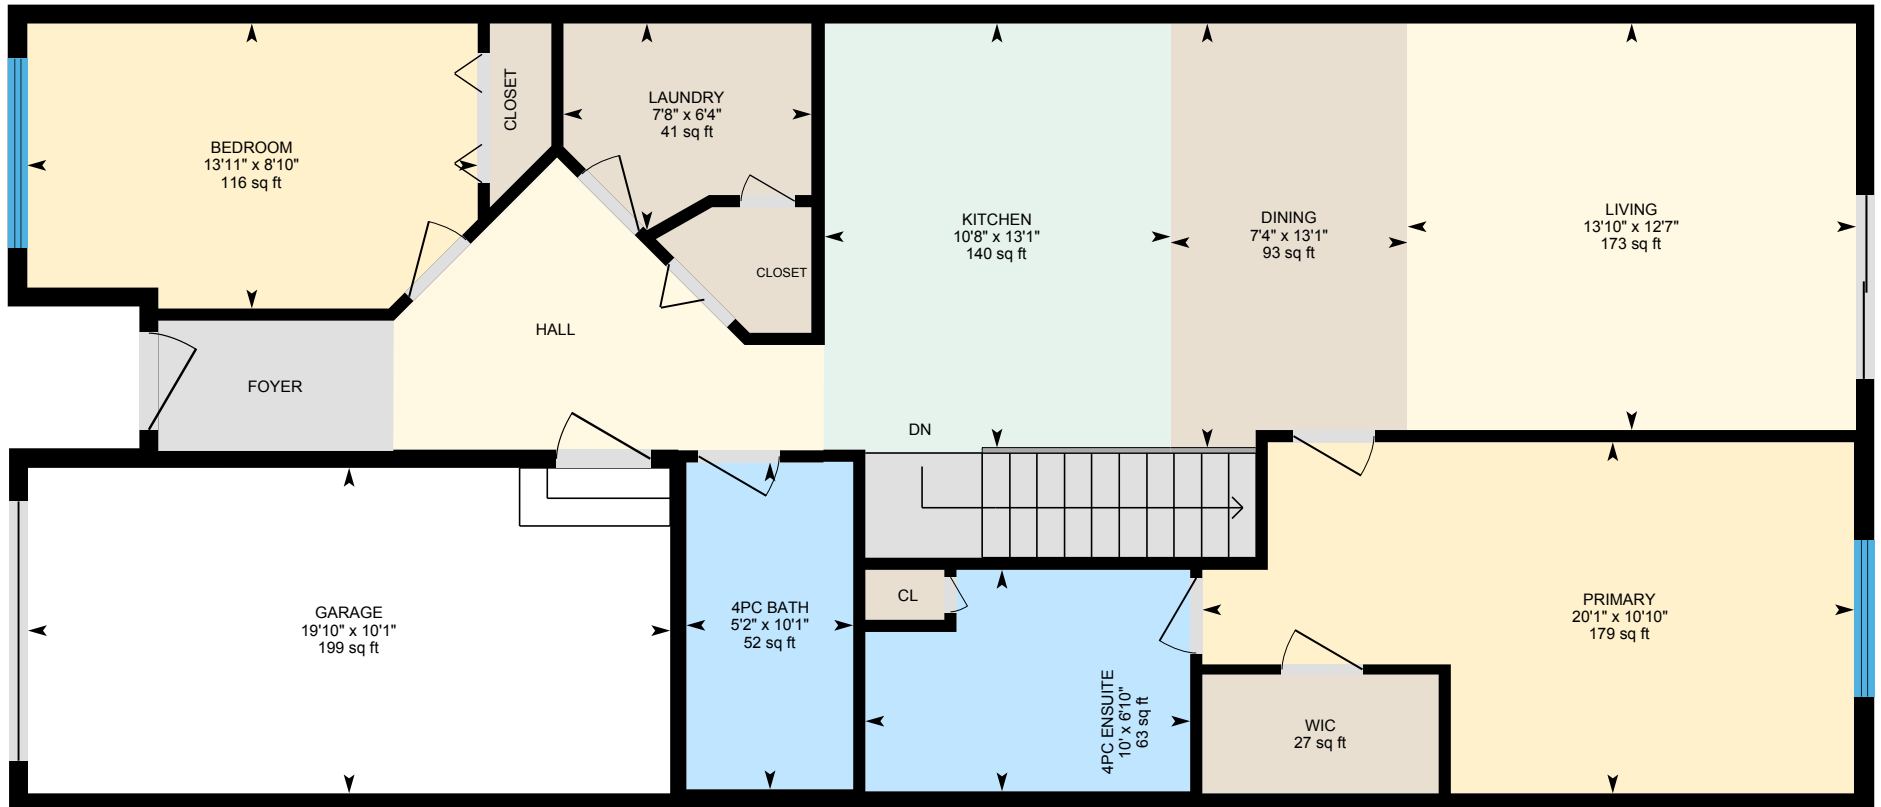 BEDROOM
13'11" x 8'10"
116 sq ft
CLOSET
LAUNDRY
7'8" x 6'4"
41 sq ft
CLOSET
KITCHEN
10'8" x 13'1"
140 sq ft
DINING
7'4" x 13'1"
93 sq ft
LIVING
13'10" x 12'7"
173 sq ft
HALL
FOYER
DN
GARAGE
19'10" x 10'1"
199 sq ft
4PC BATH
5'2" x 10'1"
52 sq ft
CL
4PC ENSUITE
10' x 6'10"
63 sq ft
PRIMARY
20'1" x 10'10"
179 sq ft
WIC
27 sq ft